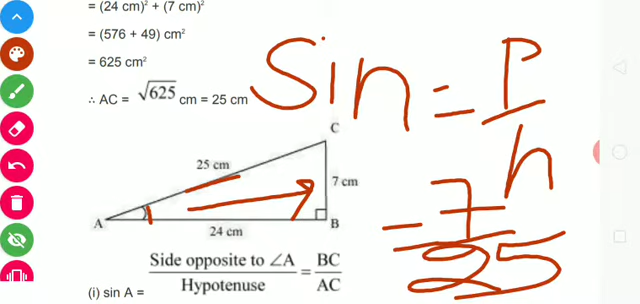 = (24 cm)² + (7 cm)²
= (576 + 49) cm²
= 625 cm²
∴ AC = √625 cm = 25 cm
Sin = P/h
= 7/25
C
25 cm
7 cm
A
B
24 cm
(i) sin A = Side opposite to ∠A / Hypotenuse = BC / AC